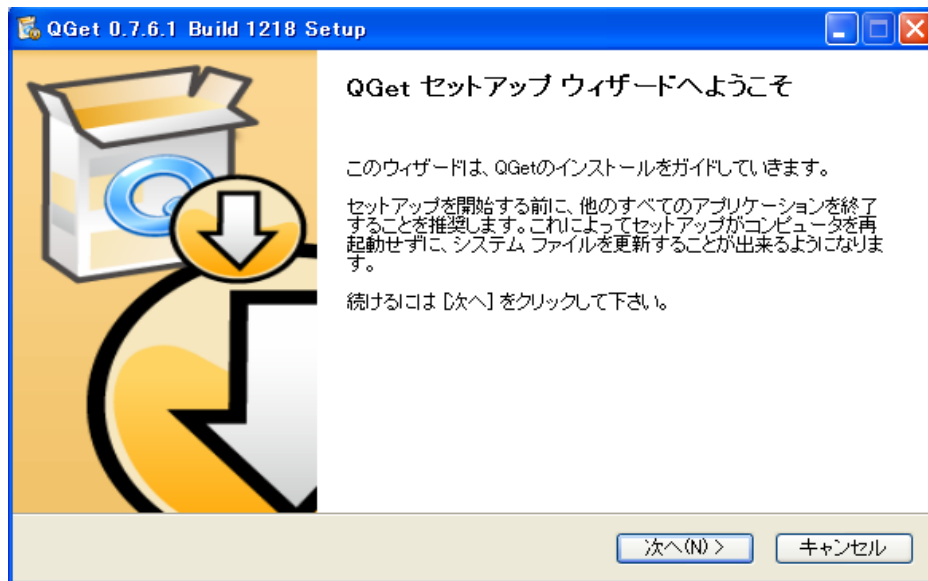 QGet 0.7.6.1 Build 1218 Setup
QGet セットアップ ウィザードへようこそ
このウィザードは、QGetのインストールをガイドしていきます。
セットアップを開始する前に、他のすべてのアプリケーションを終了
することを推奨します。これによってセットアップがコンピュータを再
起動せずに、システム ファイルを更新することが出来るようになりま
す。
続けるには [次へ] をクリックして下さい。
次へ(N) >
キャンセル